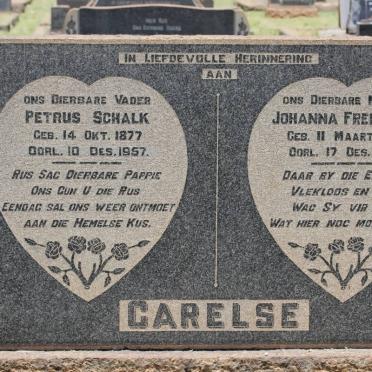 IN LIEFDEVOLLE HERINNERING
AAN
ONS DIERBARE VADER
PETRUS SCHALK
GEB. 14 OKT. 1877
OORL. 10 DES. 1957.
RUS SAG DIERBARE PAPPIE
ONS GUN U DIE RUS
EENDAG SAL ONS WEER ONTMOET
AAN DIE HEMELSE KUS.
ONS DIERBARE
JOHANNA
GEB. 11 MAART
OORL. 17 DES.
DAAR BY DIE
VLEKLOOS EN
WAG SY VIR
WAT HIER NOG
CARELSE